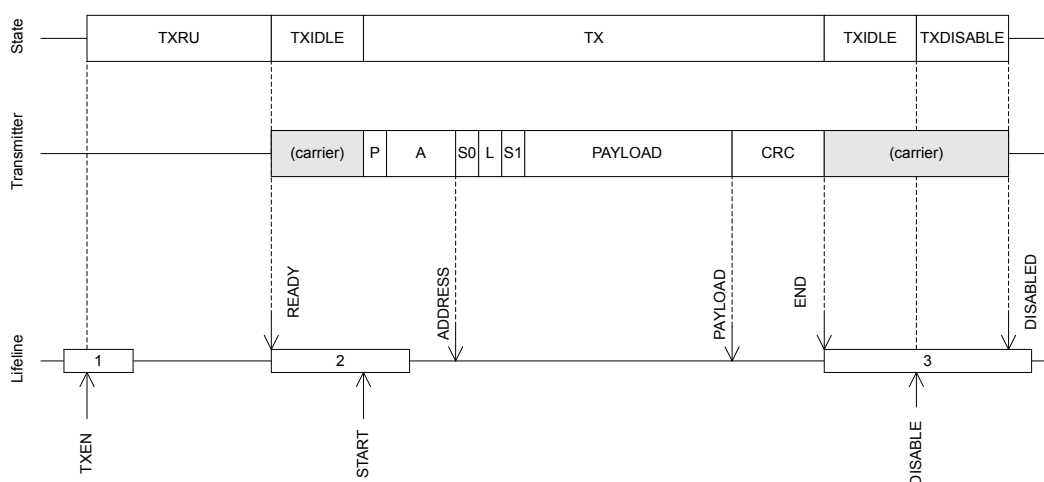 State
TXRU
TXIDLE
TX
TXIDLE
TXDISABLE
Transmitter
(carrier)
P
A
S0
L
S1
PAYLOAD
CRC
(carrier)
READY
ADDRESS
PAYLOAD
END
DISABLED
Lifeline
1
2
3
TXEN
START
DISABLE